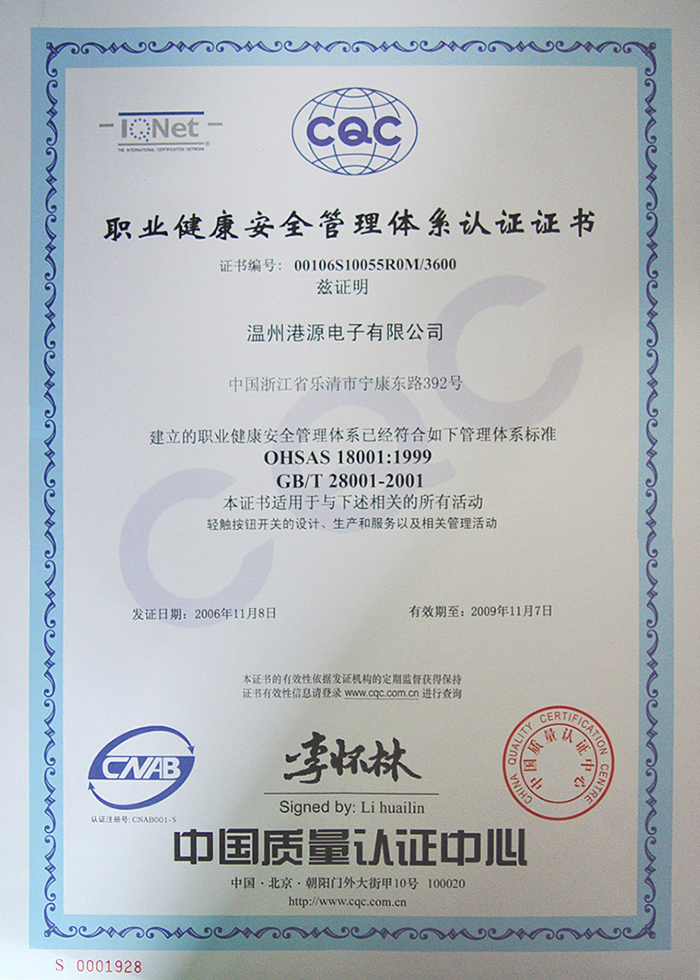 IQNet
THE INTERNATIONAL CERTIFICATION NETWORK
®
CQC
职业健康安全管理体系认证证书
证书编号: 00106S10055R0M/3600
兹证明
温州港源电子有限公司
中国浙江省乐清市宁康东路392号
建立的职业健康安全管理体系已经符合如下管理体系标准
OHSAS 18001:1999
GB/T 28001-2001
本证书适用于与下述相关的所有活动
轻触按钮开关的设计、生产和服务以及相关管理活动
发证日期: 2006年11月8日
有效期至: 2009年11月7日
本证书的有效性依据发证机构的定期监督获得保持
证书有效性信息请登录 www.cqc.com.cn 进行查询
CNAB
认证注册号: CNAB001-S
李怀林
Signed by: Li huailin
CHINA QUALITY CERTIFICATION CENTRE
中国质量认证中心
中国质量认证中心
中国·北京·朝阳门外大街甲10号 100020
http://www.cqc.com.cn
S 0001928